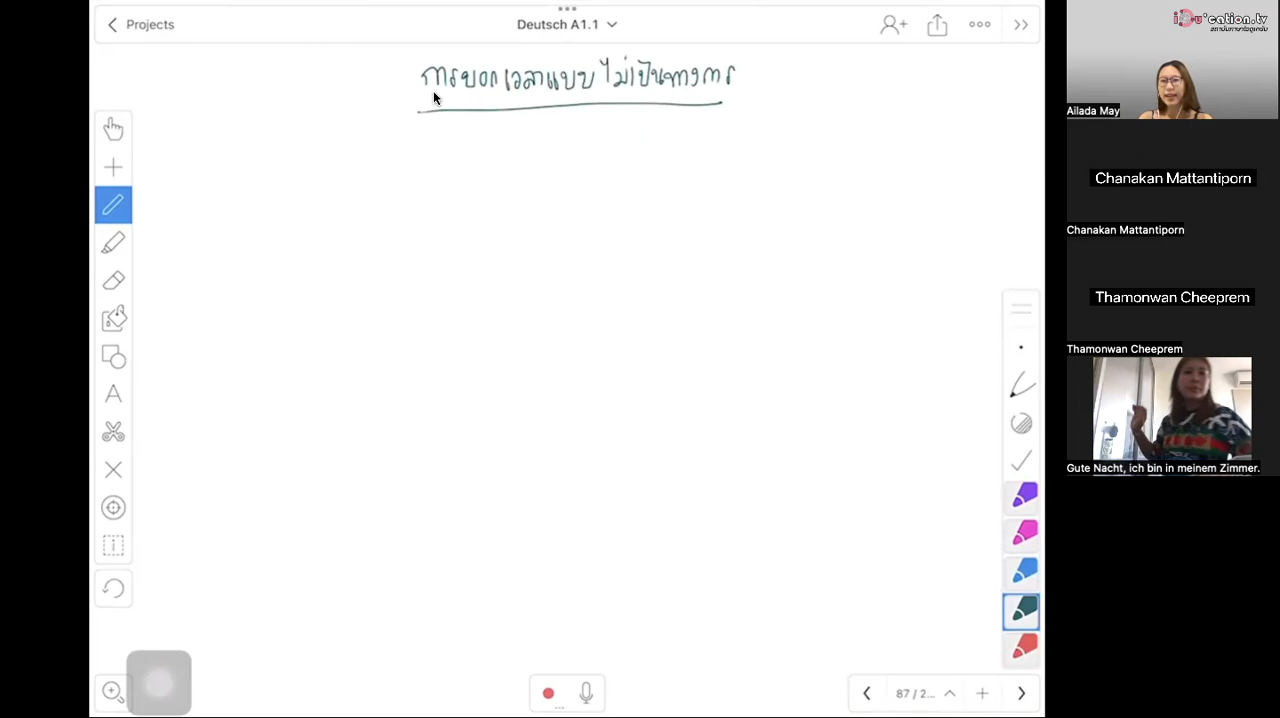 Projects
Deutsch A1.1
การบอกเวลาแบบ ไม่เป็นทางการ
87 / 2...
Ailada May
Chanakan Mattantiporn
Chanakan Mattantiporn
Thamonwan Cheeprem
Thamonwan Cheeprem
Gute Nacht, ich bin in meinem Zimmer.